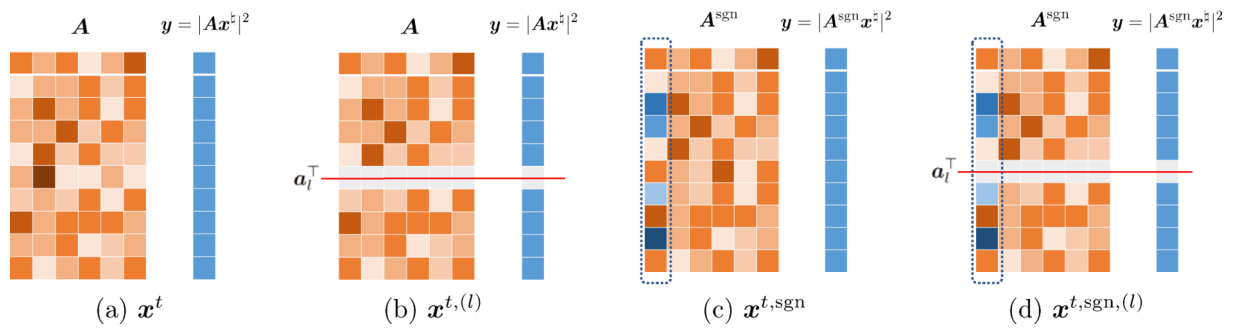 A y = |Ax♮|² A y = |Ax♮|² A^sgn y = |A^sgn x♮|² A^sgn y = |A^sgn x♮|²
a_l^⊤ a_l^⊤
(a) x^t (b) x^{t,(l)} (c) x^{t,sgn} (d) x^{t,sgn,(l)}